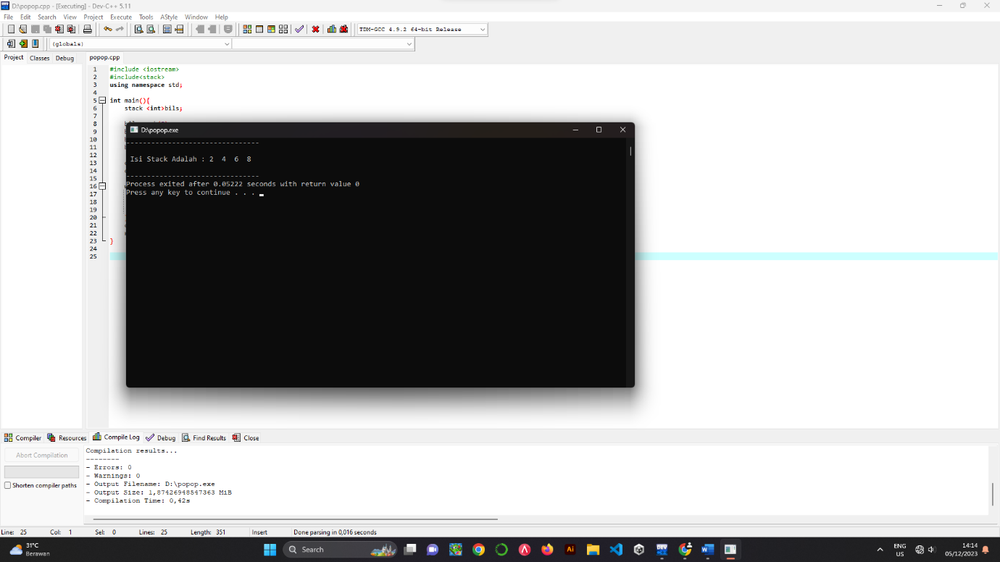 D:\popop.cpp - [Executing] - Dev-C++ 5.11
File Edit Search View Project Execute Tools AStyle Window Help
TDM-GCC 4.9.2 64-bit Release
(globals)
Project Classes Debug popop.cpp
1 #include <iostream>
2 #include<stack>
3 using namespace std;
4
5 int main(){
6 stack <int>bils;
7
8
9
10
11
12
13
14
15
16
17
18
19
20
21
22
23 }
24
25
D:\popop.exe
--------------------------------
Isi Stack Adalah : 2 4 6 8
--------------------------------
Process exited after 0.05222 seconds with return value 0
Press any key to continue . . .
Compiler Resources Compile Log Debug Find Results Close
Abort Compilation
Shorten compiler paths
Compilation results...
--------
- Errors: 0
- Warnings: 0
- Output Filename: D:\popop.exe
- Output Size: 1,87426948547363 MiB
- Compilation Time: 0,42s
Line: 25 Col: 1 Sel: 0 Lines: 25 Length: 351 Insert Done parsing in 0,016 seconds
31°C
Berawan
Search
DEV
Ai
ENG
US
14:14
05/12/2023